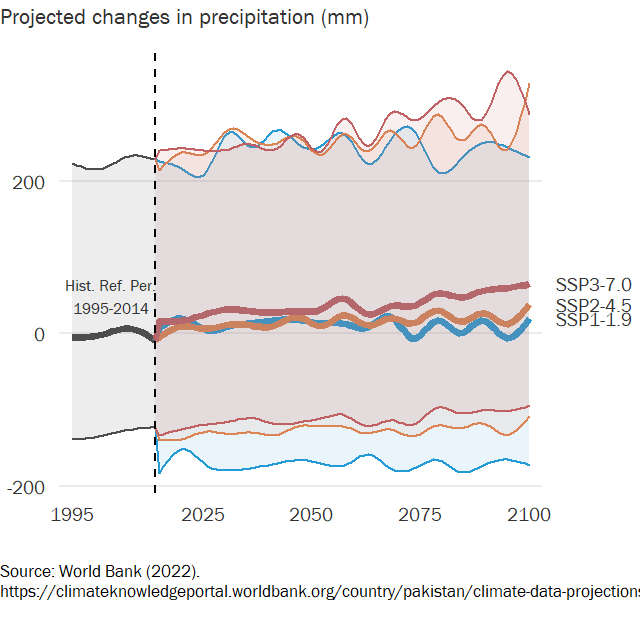 Projected changes in precipitation (mm)
200
Hist. Ref. Per.
1995-2014
SSP3-7.0
SSP2-4.5
SSP1-1.9
0
-200
1995 2025 2050 2075 2100
Source: World Bank (2022).
https://climateknowledgeportal.worldbank.org/country/pakistan/climate-data-projections